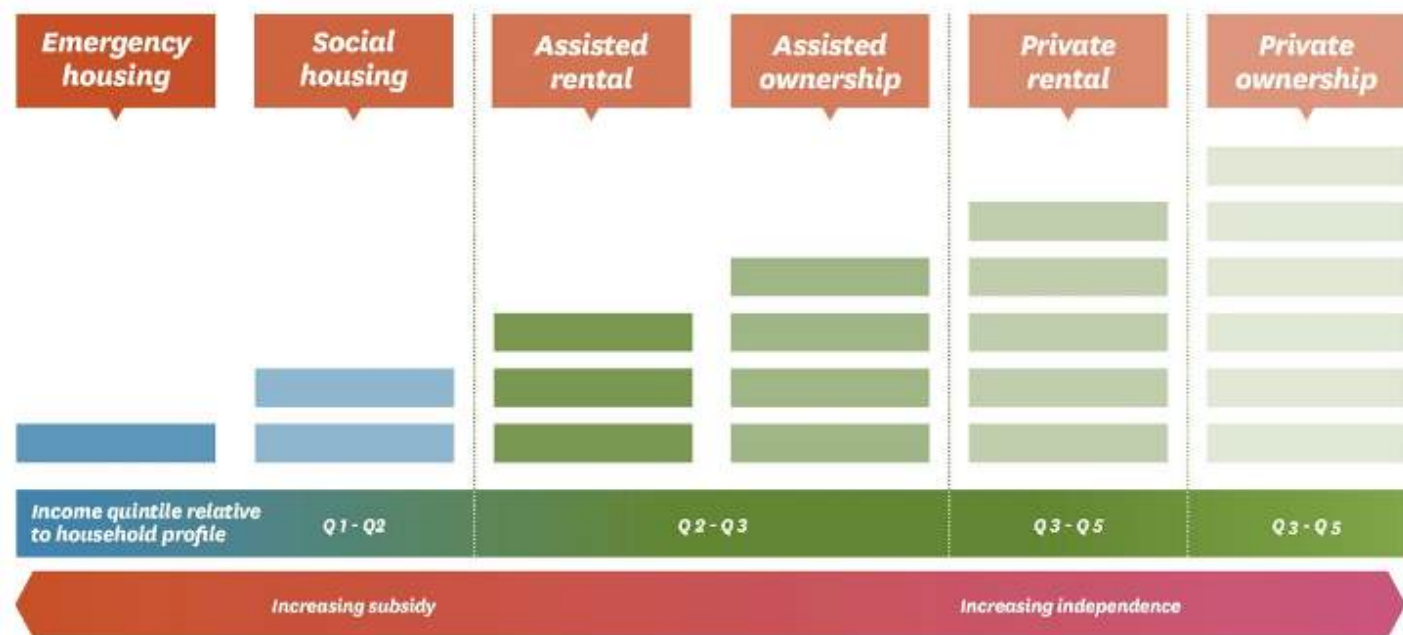 Emergency
housing
Social
housing
Assisted
rental
Assisted
ownership
Private
rental
Private
ownership
Income quintile relative
to household profile
Q1 - Q2
Q2 - Q3
Q3 - Q5
Q3 - Q5
Increasing subsidy
Increasing independence